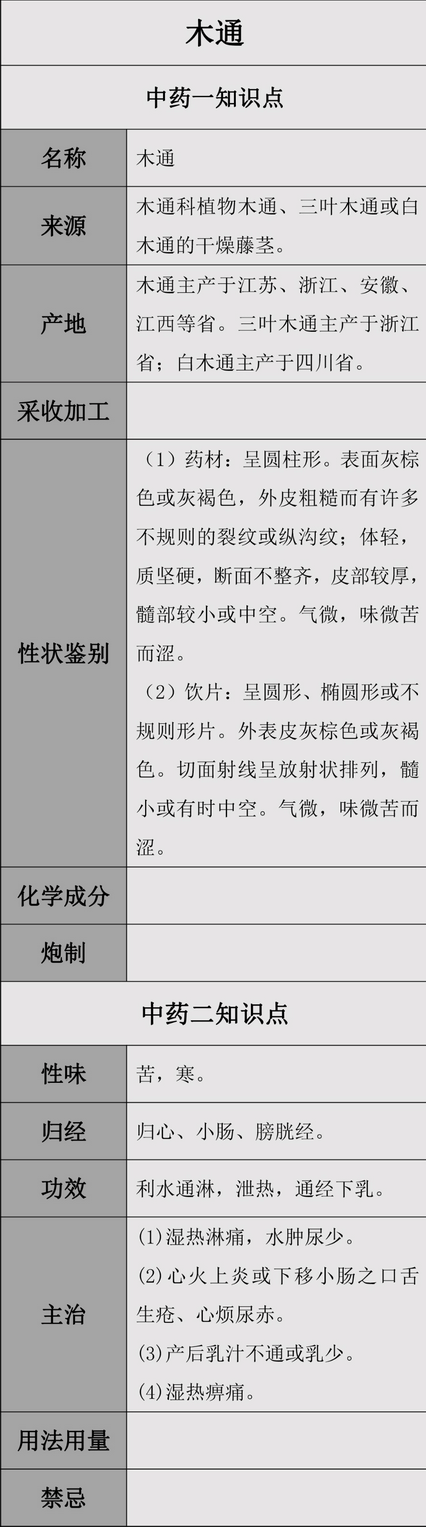 木通
中药一知识点
名称
木通
来源
木通科植物木通、三叶木通或白
木通的干燥藤茎。
产地
木通主产于江苏、浙江、安徽、
江西等省。三叶木通主产于浙江
省；白木通主产于四川省。
采收加工
性状鉴别
（1）药材：呈圆柱形。表面灰棕
色或灰褐色，外皮粗糙而有许多
不规则的裂纹或纵沟纹；体轻，
质坚硬，断面不整齐，皮部较厚，
髓部较小或中空。气微，味微苦
而涩。
（2）饮片：呈圆形、椭圆形或不
规则形片。外表皮灰棕色或灰褐
色。切面射线呈放射状排列，髓
小或有时中空。气微，味微苦而
涩。
化学成分
炮制
中药二知识点
性味
苦，寒。
归经
归心、小肠、膀胱经。
功效
利水通淋，泄热，通经下乳。
主治
(1)湿热淋痛，水肿尿少。
(2)心火上炎或下移小肠之口舌
生疮、心烦尿赤。
(3)产后乳汁不通或乳少。
(4)湿热痹痛。
用法用量
禁忌